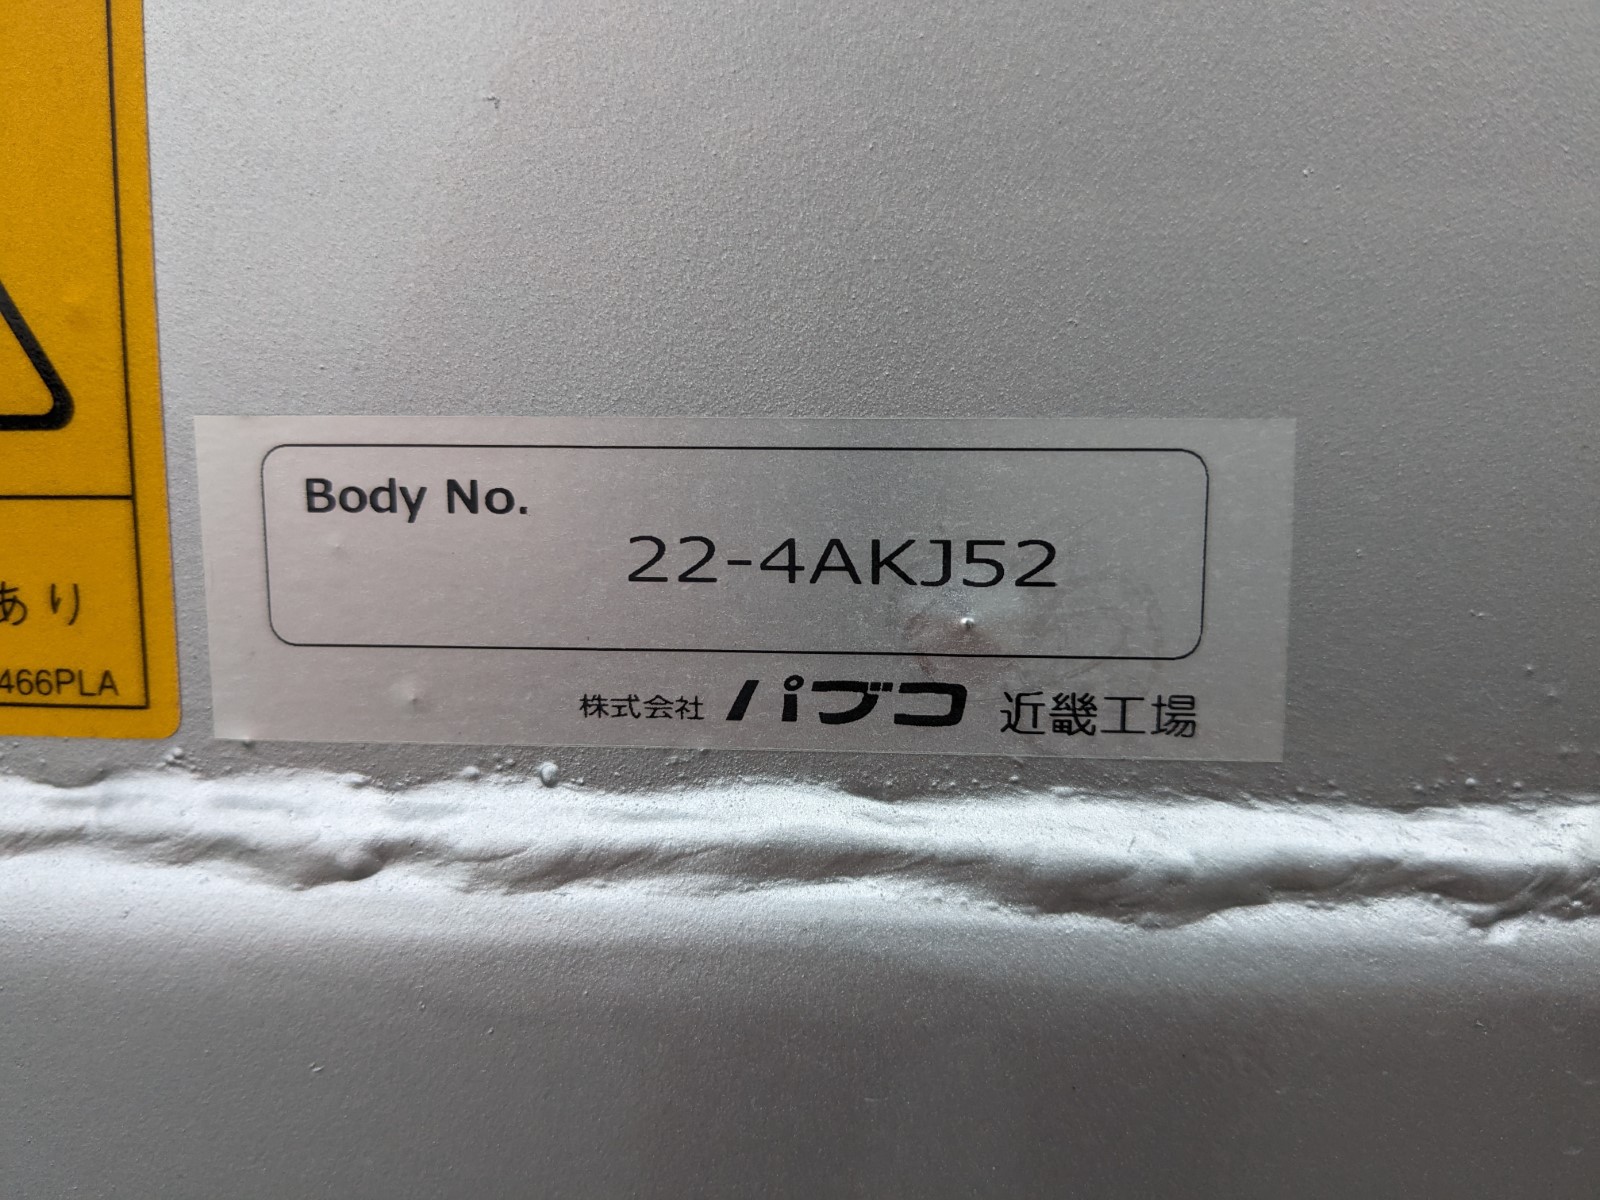 Body No.
22-4AKJ52
株式会社 パブコ 近畿工場
あり
466PLA